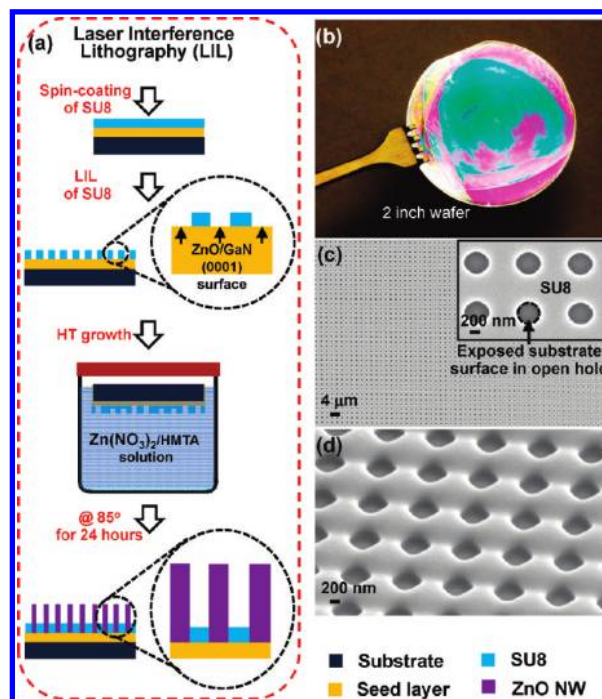 (a) Laser Interference
Lithography (LIL)
Spin-coating
of SU8
LIL
of SU8
ZnO/GaN
(0001)
surface
HT growth
Zn(NO₃)₂/HMTA
solution
@ 85º
for 24 hours
(b)
2 inch wafer
(c)
SU8
200 nm
Exposed substrate
surface in open hole
4 μm
(d)
200 nm
Substrate
SU8
Seed layer
ZnO NW